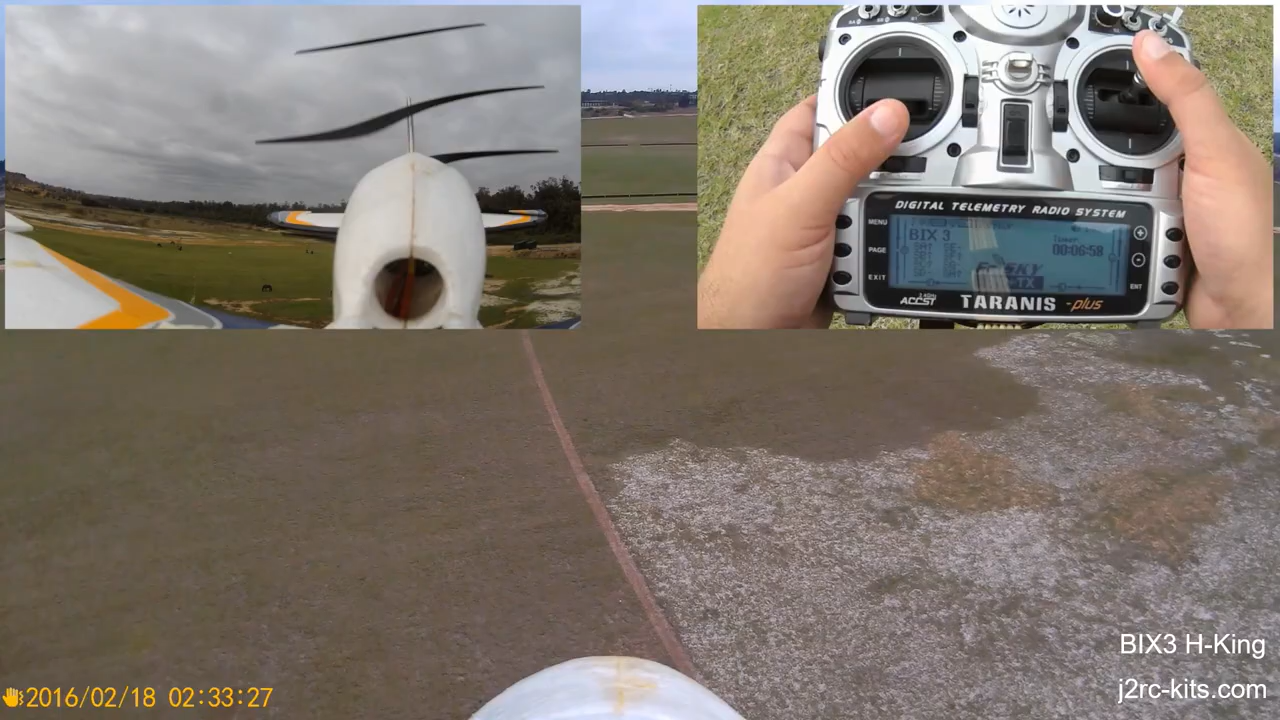 DIGITAL TELEMETRY RADIO SYSTEM
MENU
PAGE
EXIT
BIX 3
Timer
00:06:58
ENT
ACCST
TARANIS -plus
BIX3 H-King
j2rc-kits.com
2016/02/18 02:33:27